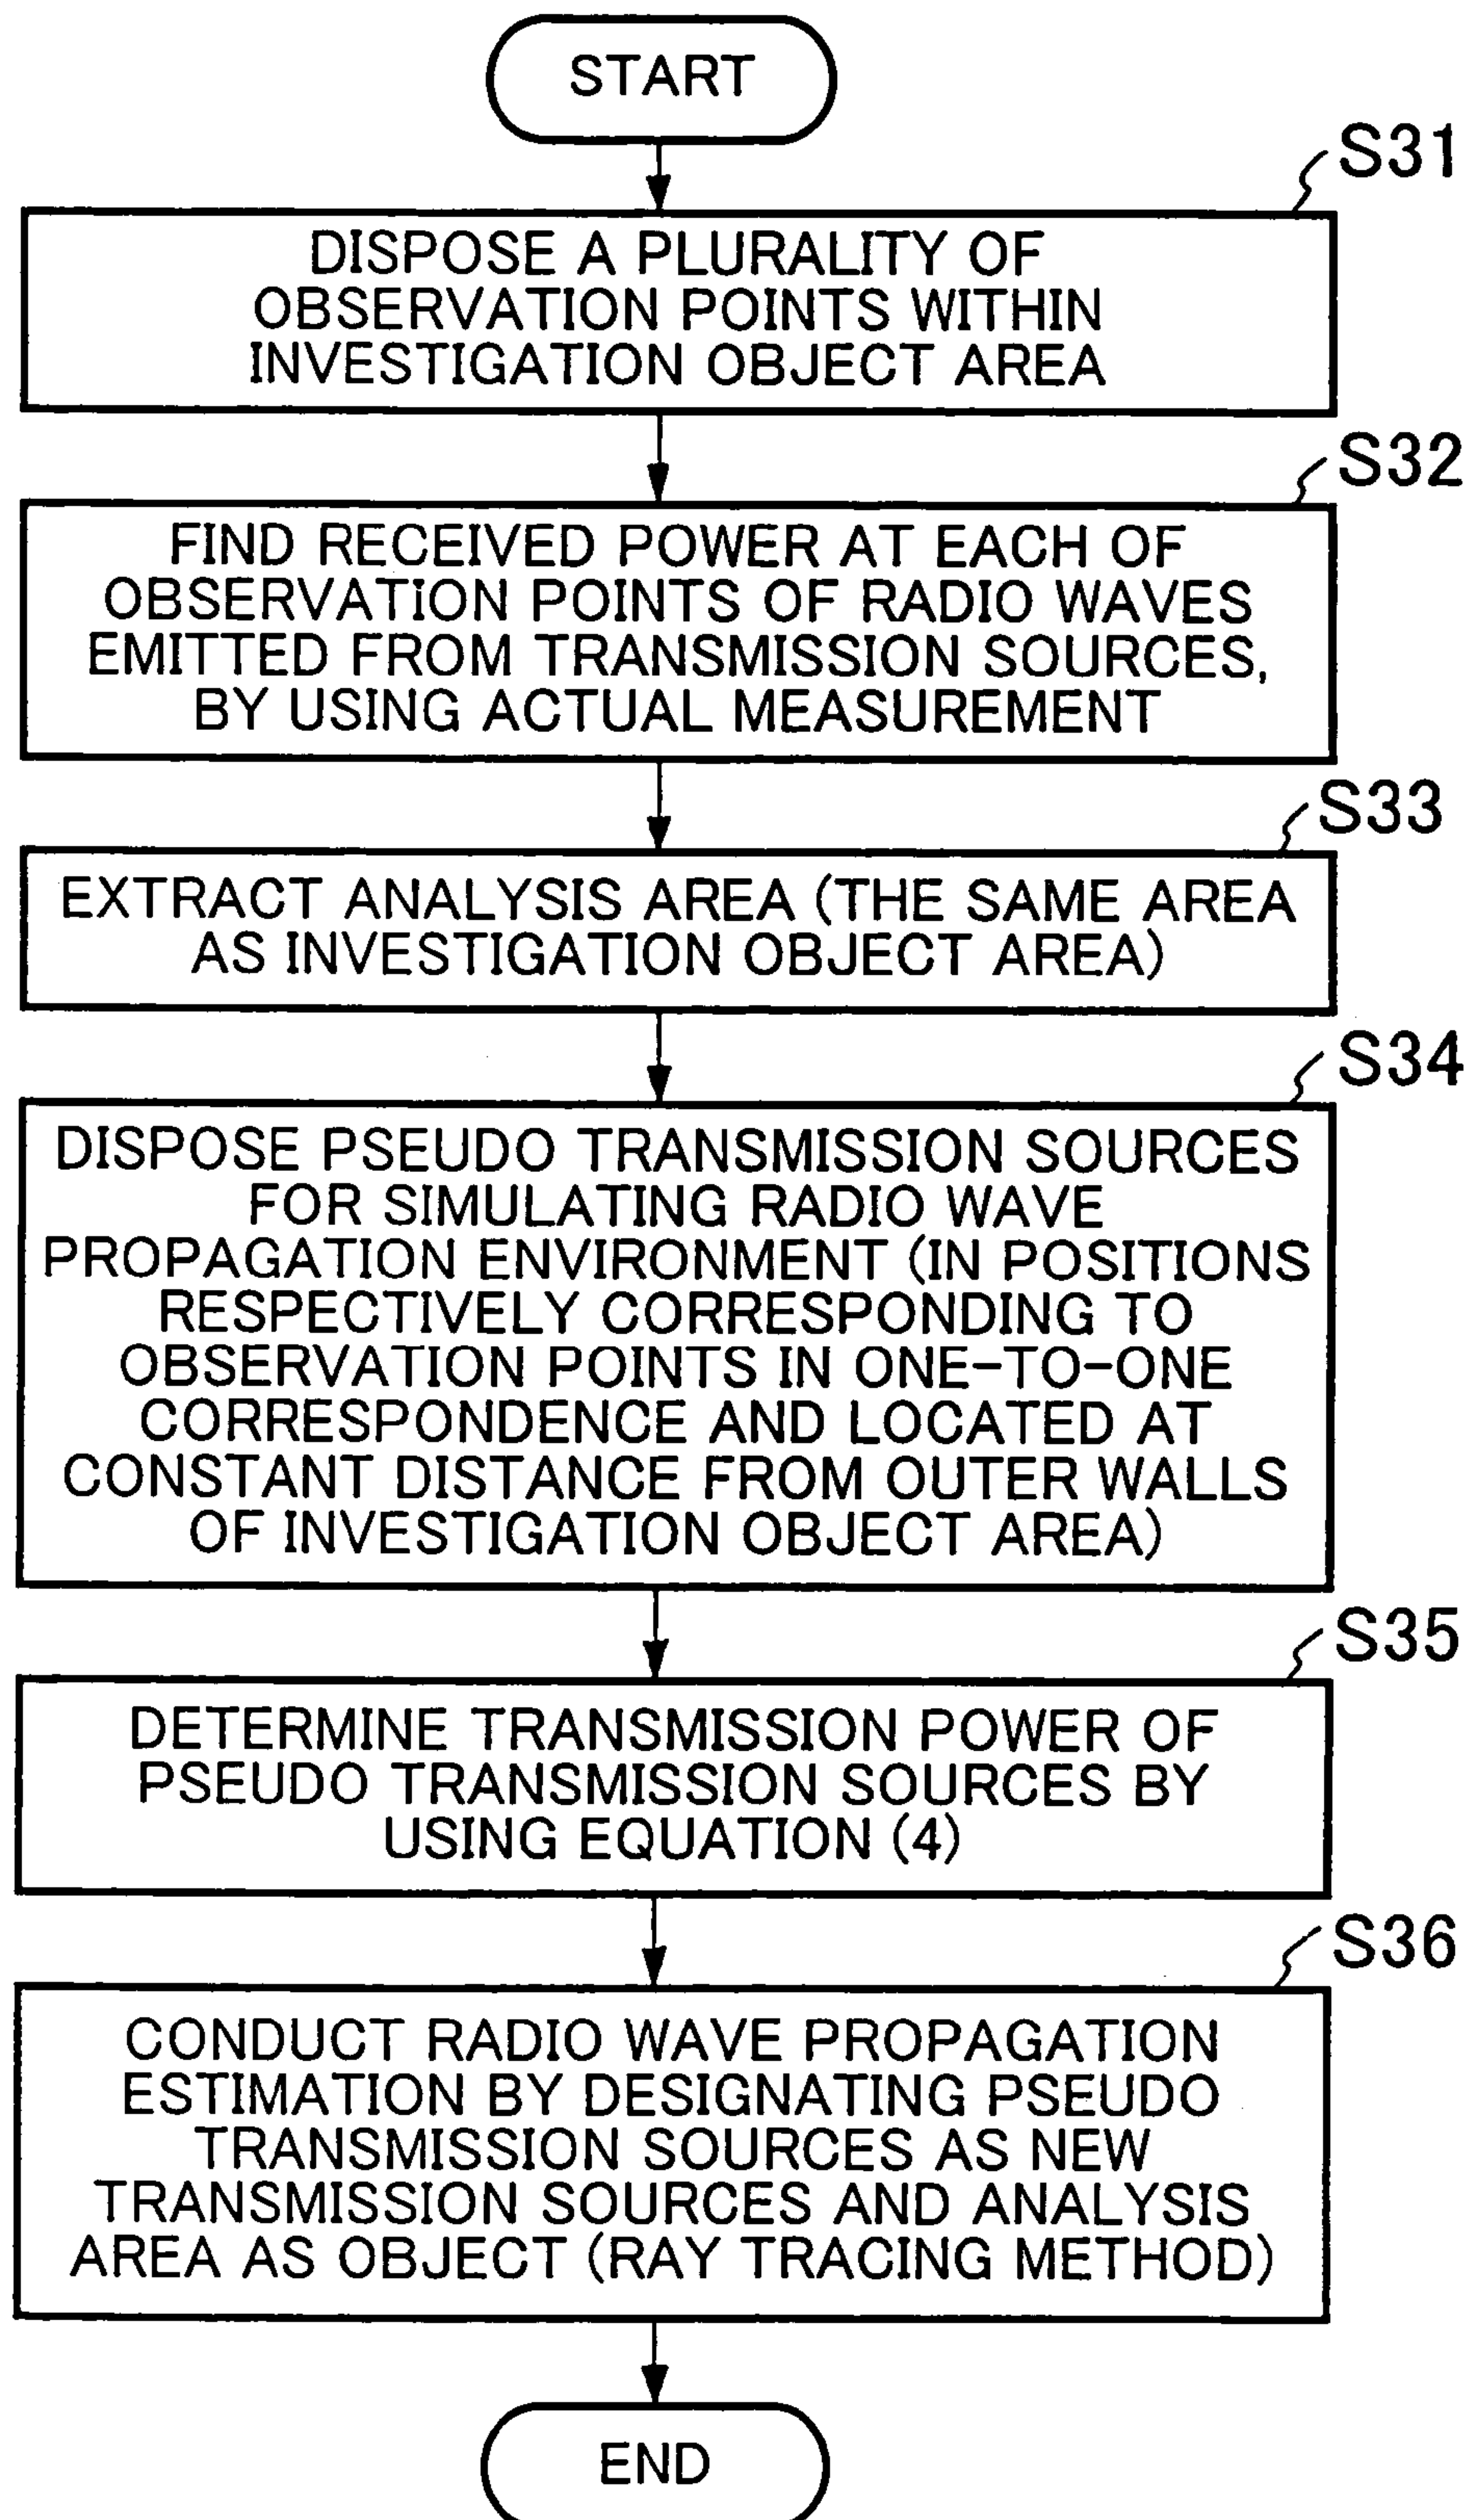 START
S31
DISPOSE A PLURALITY OF
OBSERVATION POINTS WITHIN
INVESTIGATION OBJECT AREA
S32
FIND RECEIVED POWER AT EACH OF
OBSERVATION POINTS OF RADIO WAVES
EMITTED FROM TRANSMISSION SOURCES,
BY USING ACTUAL MEASUREMENT
S33
EXTRACT ANALYSIS AREA (THE SAME AREA
AS INVESTIGATION OBJECT AREA)
S34
DISPOSE PSEUDO TRANSMISSION SOURCES
FOR SIMULATING RADIO WAVE
PROPAGATION ENVIRONMENT (IN POSITIONS
RESPECTIVELY CORRESPONDING TO
OBSERVATION POINTS IN ONE-TO-ONE
CORRESPONDENCE AND LOCATED AT
CONSTANT DISTANCE FROM OUTER WALLS
OF INVESTIGATION OBJECT AREA)
S35
DETERMINE TRANSMISSION POWER OF
PSEUDO TRANSMISSION SOURCES BY
USING EQUATION (4)
S36
CONDUCT RADIO WAVE PROPAGATION
ESTIMATION BY DESIGNATING PSEUDO
TRANSMISSION SOURCES AS NEW
TRANSMISSION SOURCES AND ANALYSIS
AREA AS OBJECT (RAY TRACING METHOD)
END